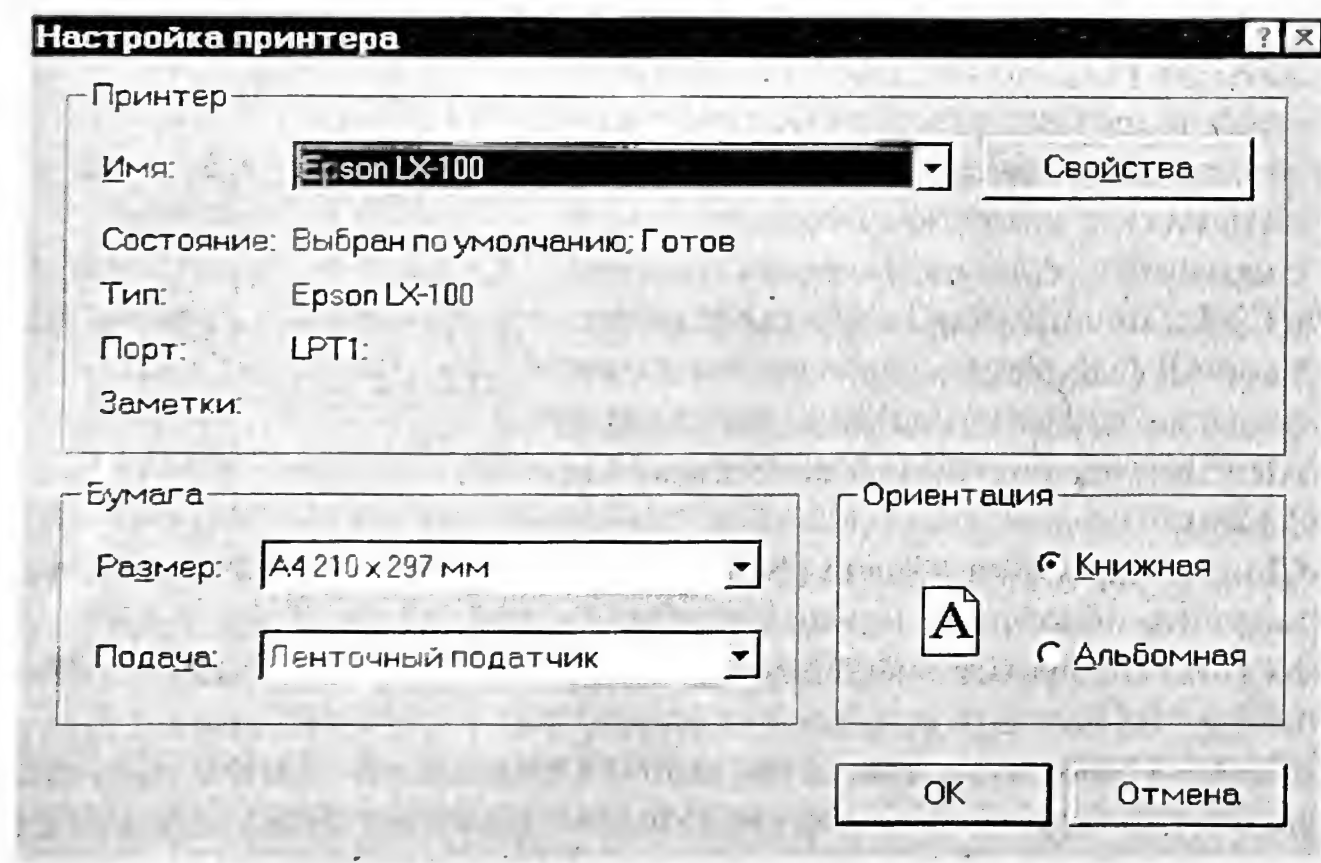 Настройка принтера
Принтер
Имя: Epson LX-100 Свойства
Состояние: Выбран по умолчанию; Готов
Тип: Epson LX-100
Порт: LPT1:
Заметки:
Бумага
Размер: A4 210 x 297 мм
Подача: Ленточный податчик
Ориентация
A
Книжная
Альбомная
OK Отмена